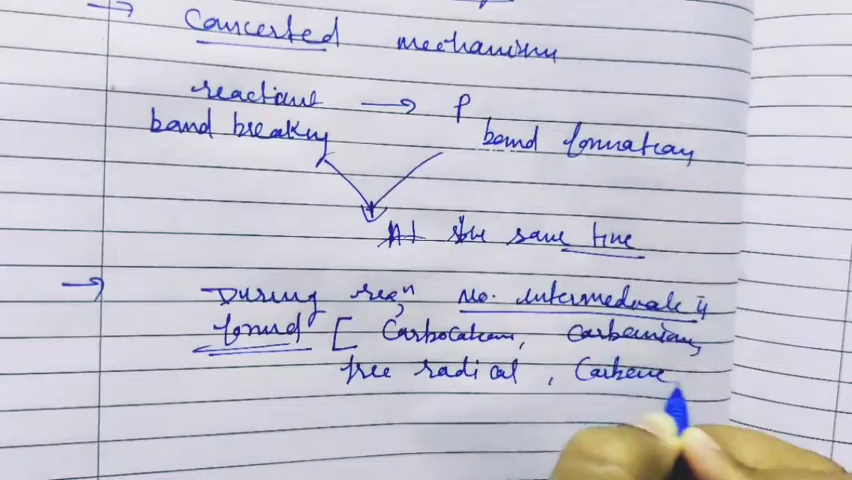 → Concerted mechanism
reactant → P
bond breaking bond formation
At the same time
→ During reaⁿ No. intermediate is
formed [ Carbocation, Carbanion,
free radical, Carbene